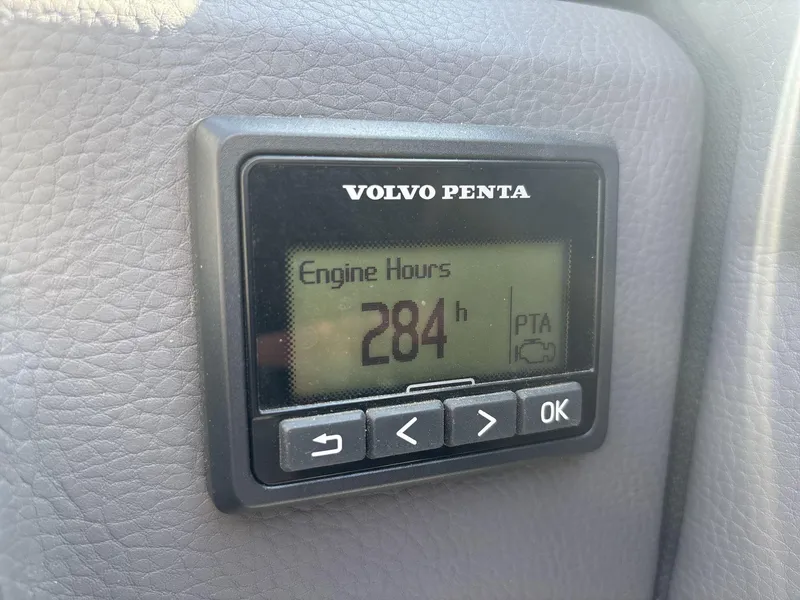 VOLVO PENTA
Engine Hours
284 h
PTA
< > OK